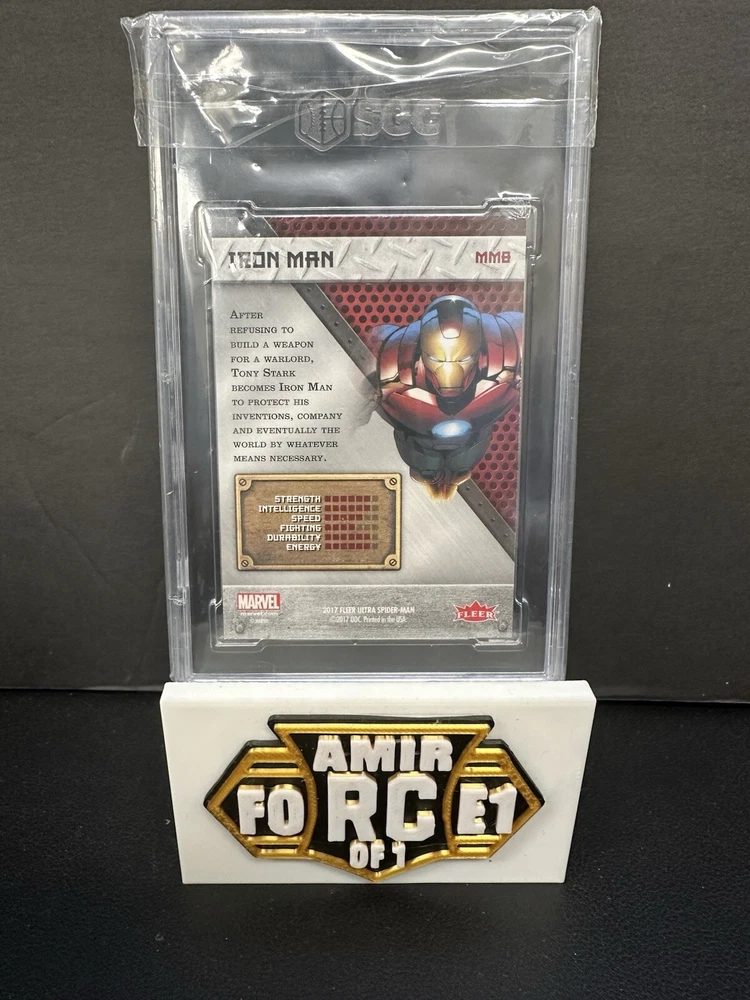 SGC
IRON MAN
MM8
After
refusing to
build a weapon
for a warlord,
Tony Stark
becomes Iron Man
to protect his
inventions, company
and eventually the
world by whatever
means necessary.
STRENGTH
INTELLIGENCE
SPEED
FIGHTING
DURABILITY
ENERGY
MARVEL
2017 FLEER ULTRA SPIDER-MAN
©2017 UDC. Printed in the USA.
FLEER
AMIR
FORCE1
OF 1